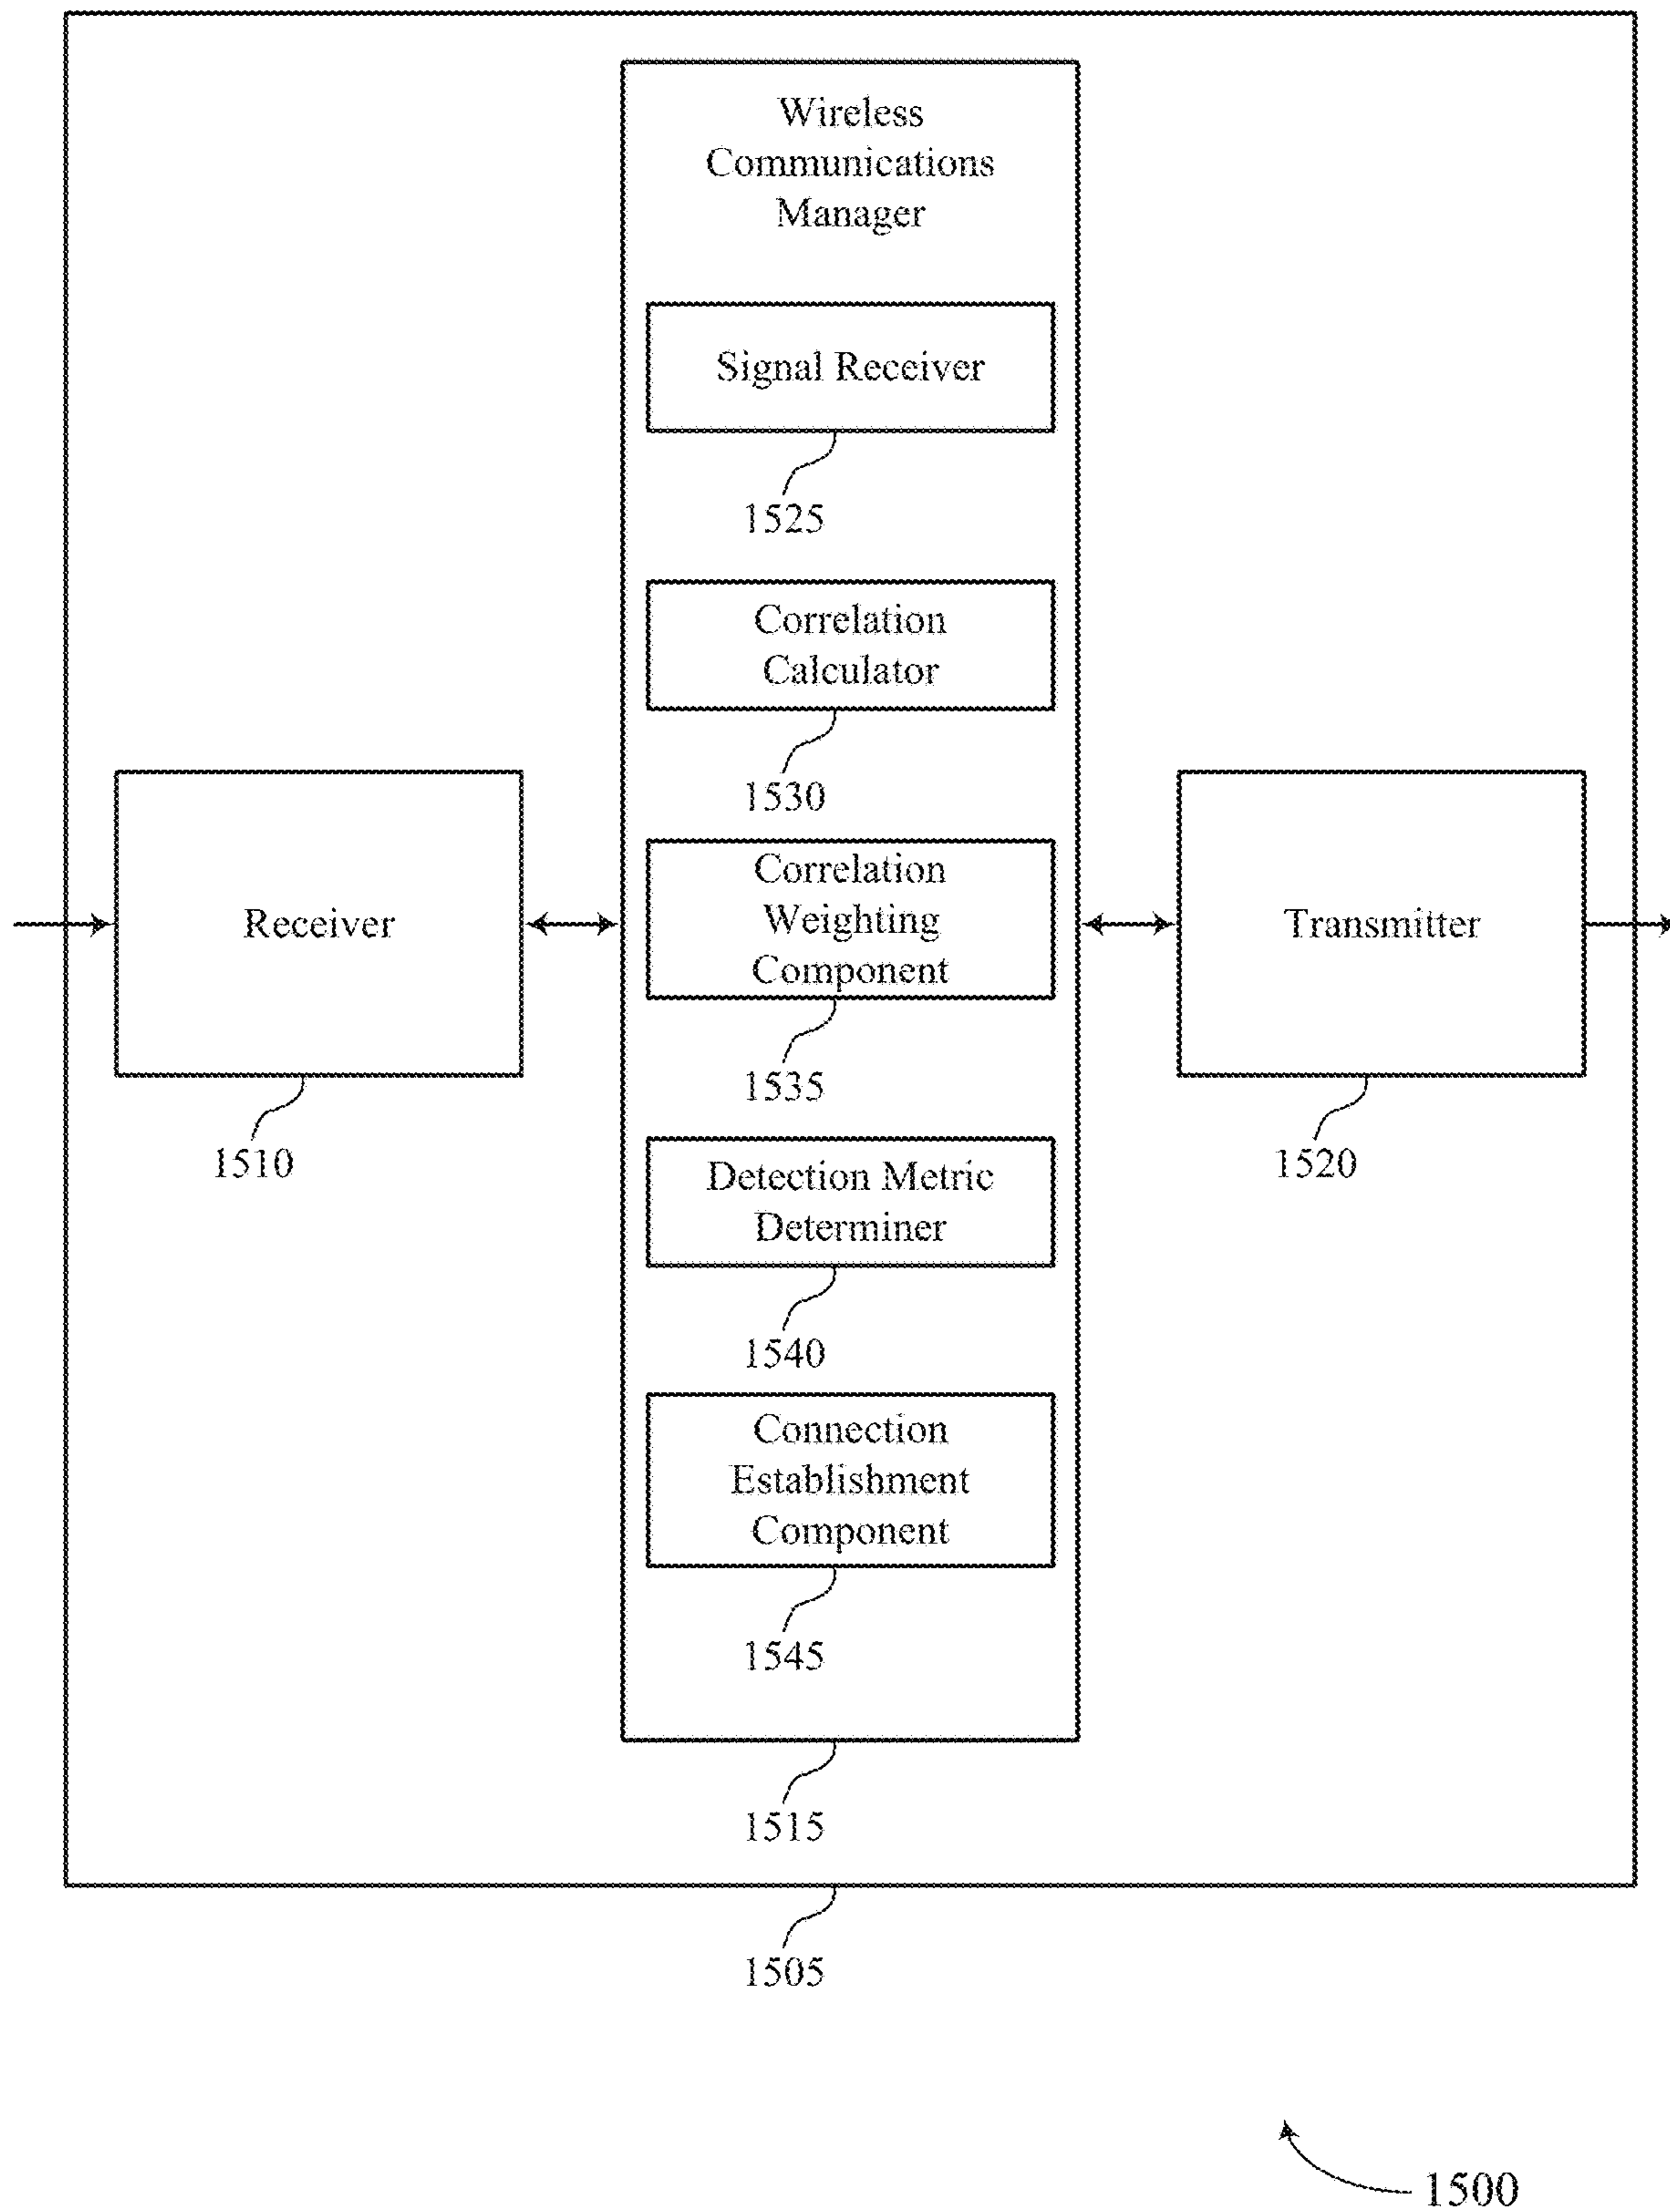 Wireless
Communications
Manager
Signal Receiver
1525
Correlation
Calculator
1530
Correlation
Weighting
Component
1535
Receiver
1510
Transmitter
1520
Detection Metric
Determiner
1540
Connection
Establishment
Component
1545
1515
1505
1500